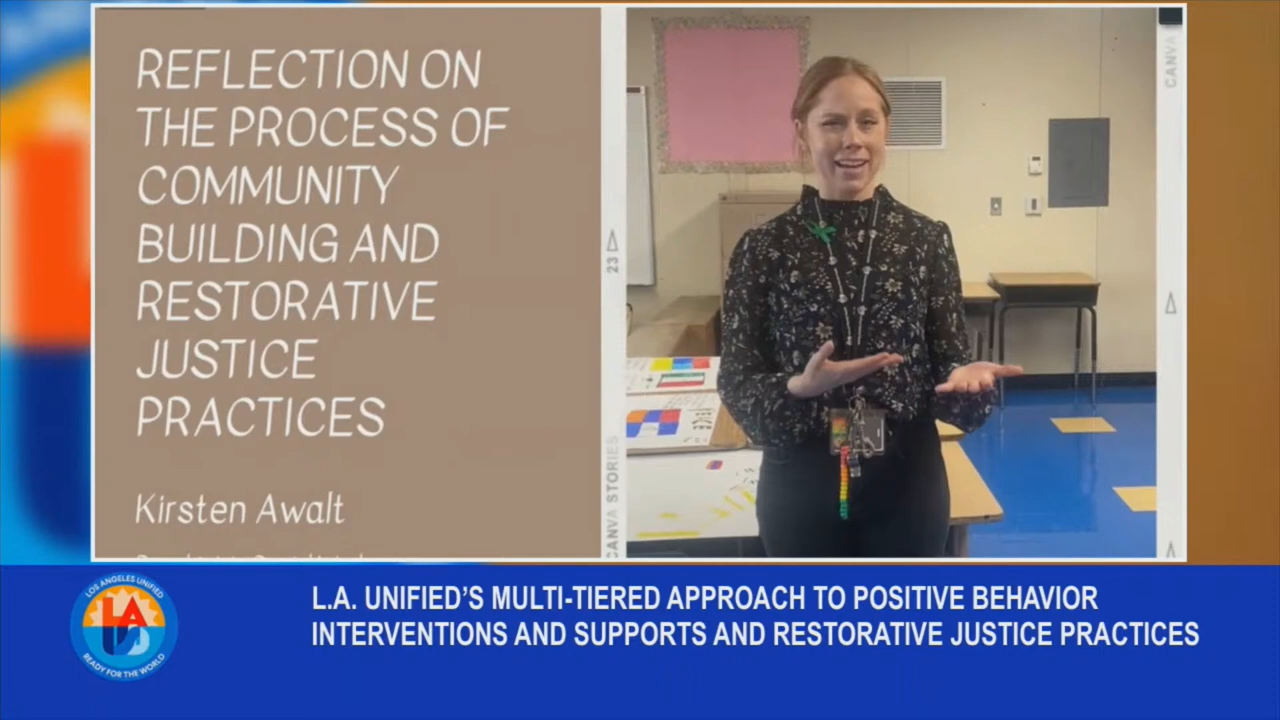 REFLECTION ON
THE PROCESS OF
COMMUNITY
BUILDING AND
RESTORATIVE
JUSTICE
PRACTICES
Kirsten Awalt
23
CANVA STORIES
CANVA
LOS ANGELES UNIFIED
LA
US
READY FOR THE WORLD
L.A. UNIFIED'S MULTI-TIERED APPROACH TO POSITIVE BEHAVIOR
INTERVENTIONS AND SUPPORTS AND RESTORATIVE JUSTICE PRACTICES